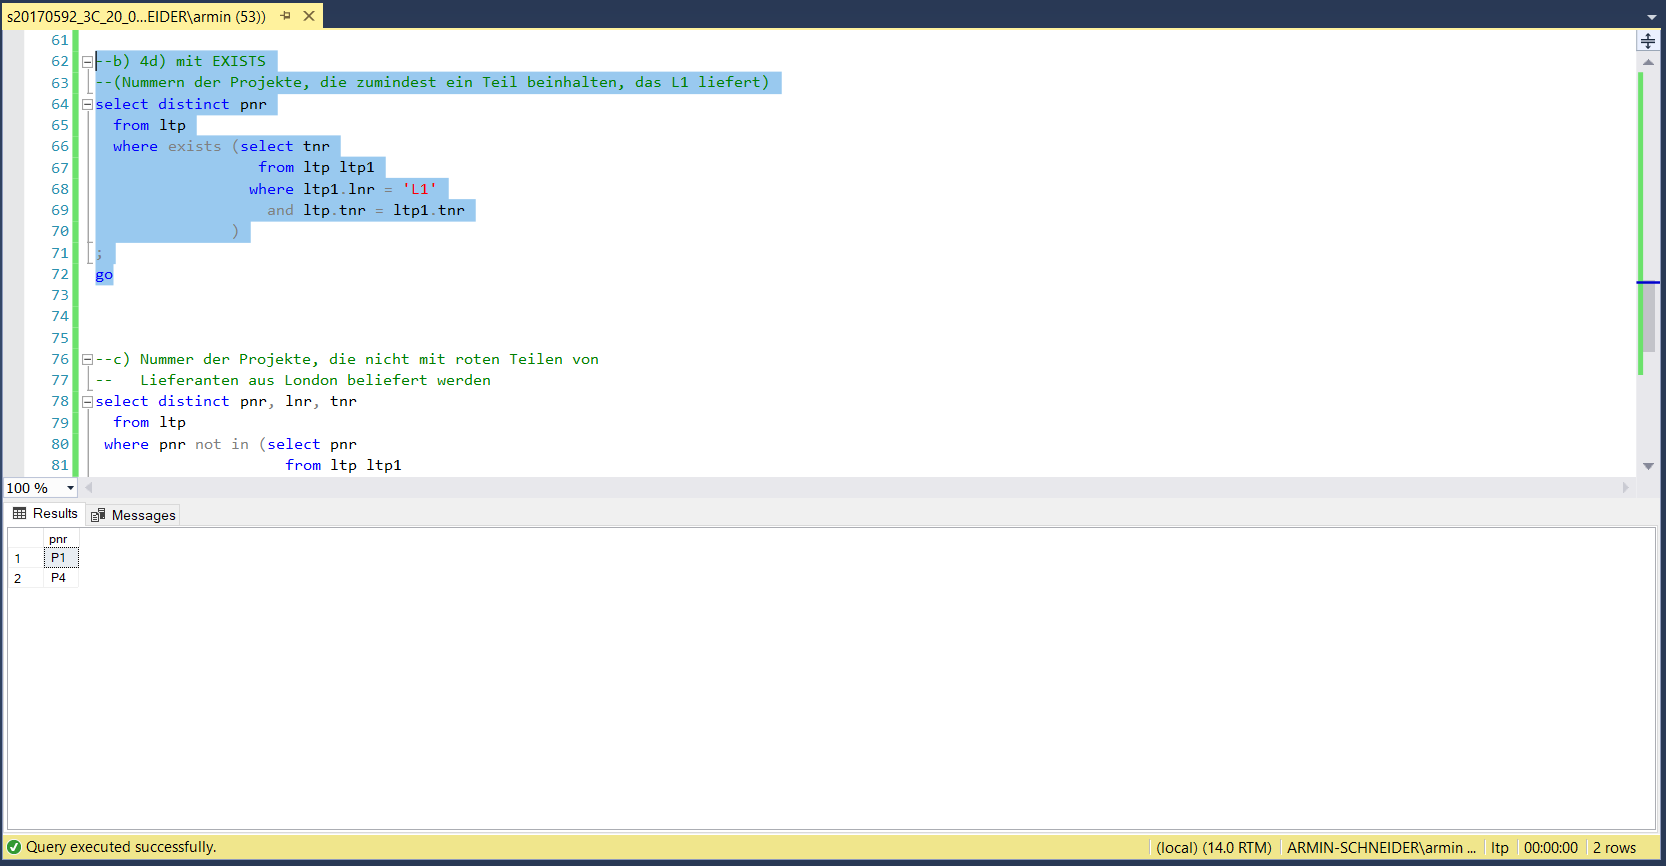 s20170592_3C_20_0...EIDER\armin (53))
61
62 --b) 4d) mit EXISTS
63 --(Nummern der Projekte, die zumindest ein Teil beinhalten, das L1 liefert)
64 select distinct pnr
65 from ltp
66 where exists (select tnr
67 from ltp ltp1
68 where ltp1.lnr = 'L1'
69 and ltp.tnr = ltp1.tnr
70 )
71 ;
72 go
73
74
75
76 --c) Nummer der Projekte, die nicht mit roten Teilen von
77 -- Lieferanten aus London beliefert werden
78 select distinct pnr, lnr, tnr
79 from ltp
80 where pnr not in (select pnr
81 from ltp ltp1
100 %
Results Messages
pnr
1 P1
2 P4
Query executed successfully. (local) (14.0 RTM) ARMIN-SCHNEIDER\armin ... ltp 00:00:00 2 rows